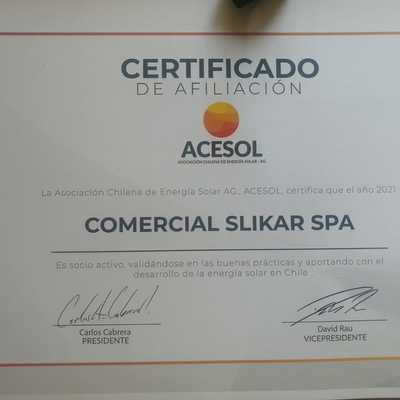 CERTIFICADO
DE AFILIACIÓN
ACESOL
ASOCIACIÓN CHILENA DE ENERGÍA SOLAR - AG.
La Asociación Chilena de Energía Solar AG., ACESOL, certifica que el año 2021
COMERCIAL SLIKAR SPA
Es socio activo, validándose en las buenas prácticas y aportando con el
desarrollo de la energía solar en Chile
Carlos Cabrera
PRESIDENTE
David Rau
VICEPRESIDENTE